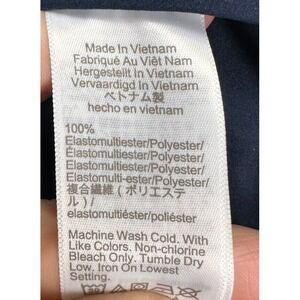 Made In Vietnam
Fabriqué Au Việt Nam
Hergestellt In Vietnam
Vervaardigd In Vietnam
ベトナム製
hecho en vietnam
100%
Elastomultiester/Polyester/
Élastomultiester/Polyester/
Elastomultiester/Polyester/
Elastomulti-ester/Polyester/
複合繊維 (ポリエステ
ル) /
elastomultiéster/poliéster
Machine Wash Cold. With
Like Colors. Non-chlorine
Bleach Only. Tumble Dry
Low. Iron On Lowest
Setting.